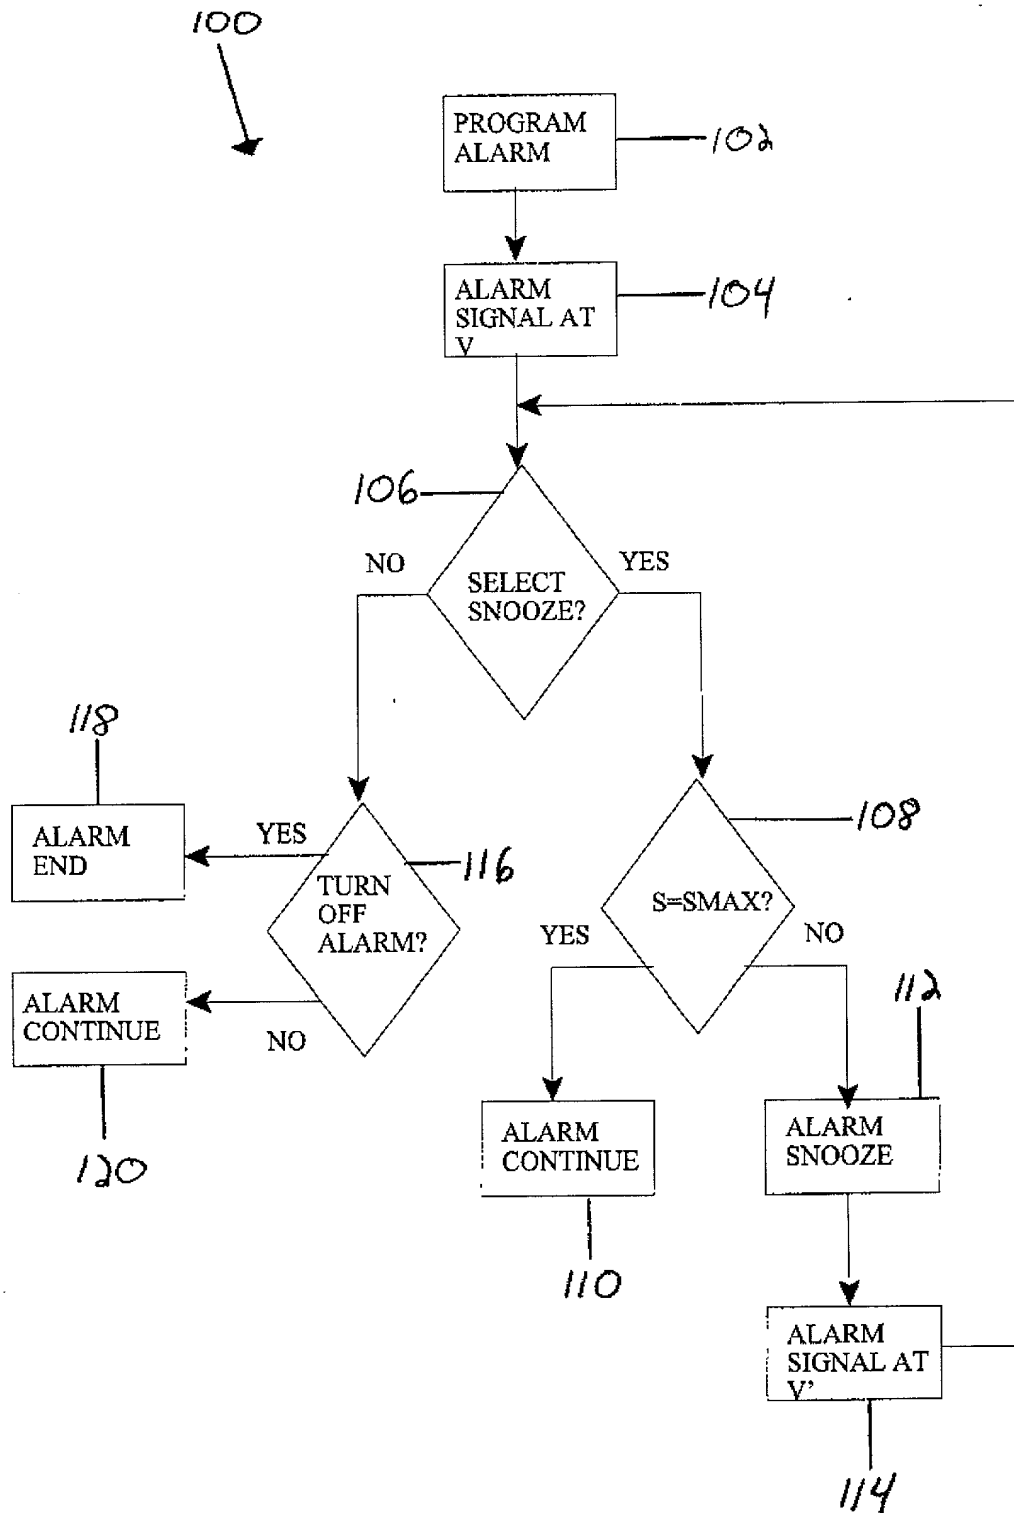 100
PROGRAM
ALARM
102
ALARM
SIGNAL AT
V
104
106
NO
YES
SELECT
SNOOZE?
118
ALARM
END
YES
TURN
OFF
ALARM?
116
108
S=SMAX?
YES
NO
ALARM
CONTINUE
NO
120
112
ALARM
CONTINUE
110
ALARM
SNOOZE
ALARM
SIGNAL AT
V'
114